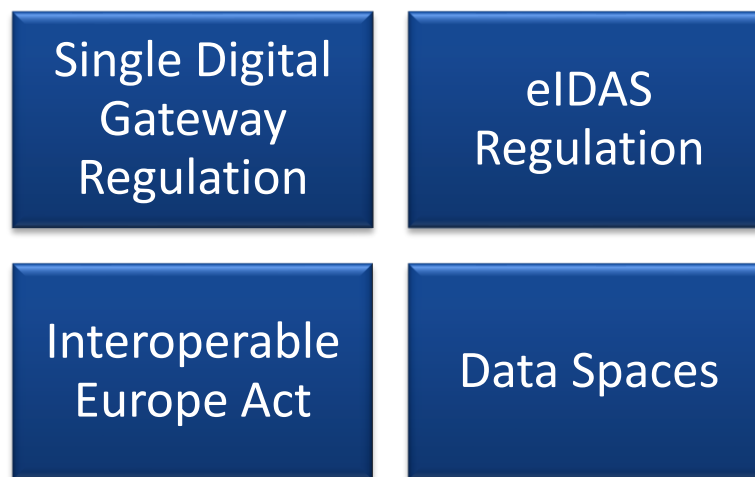 Single Digital
Gateway
Regulation
eIDAS
Regulation
Interoperable
Europe Act
Data Spaces